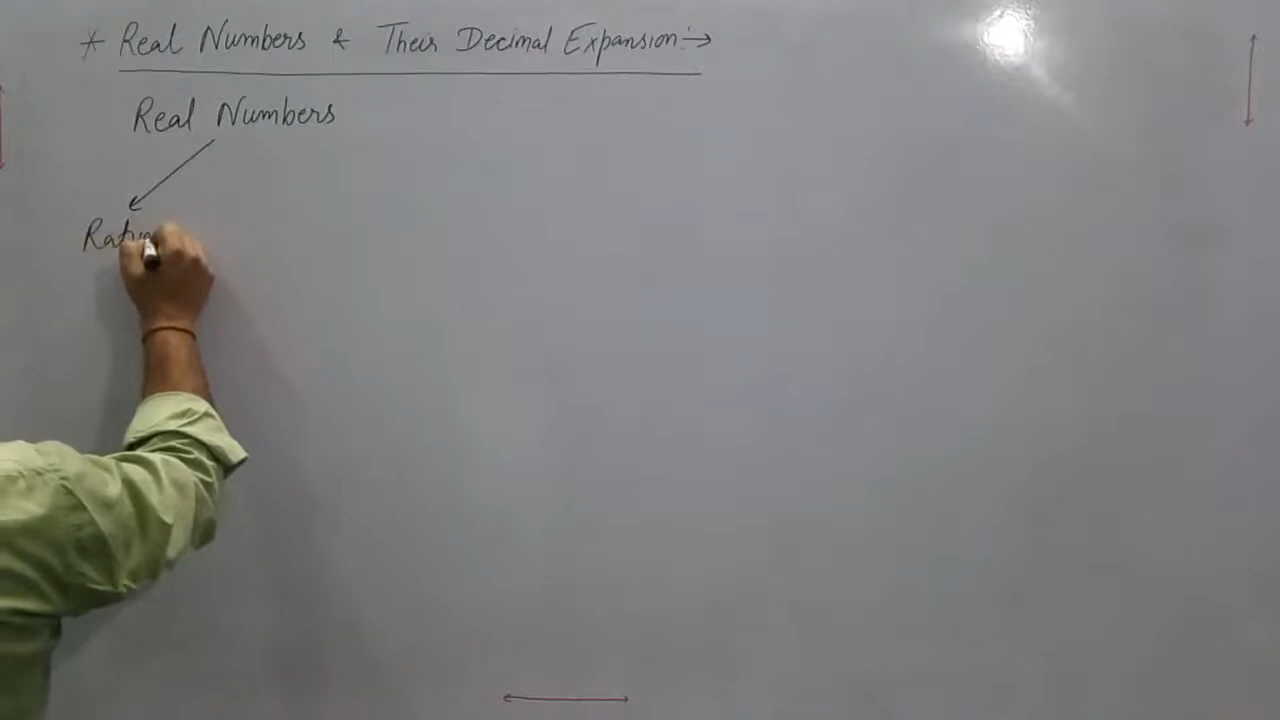 * Real Numbers & Their Decimal Expansion :→
Real Numbers